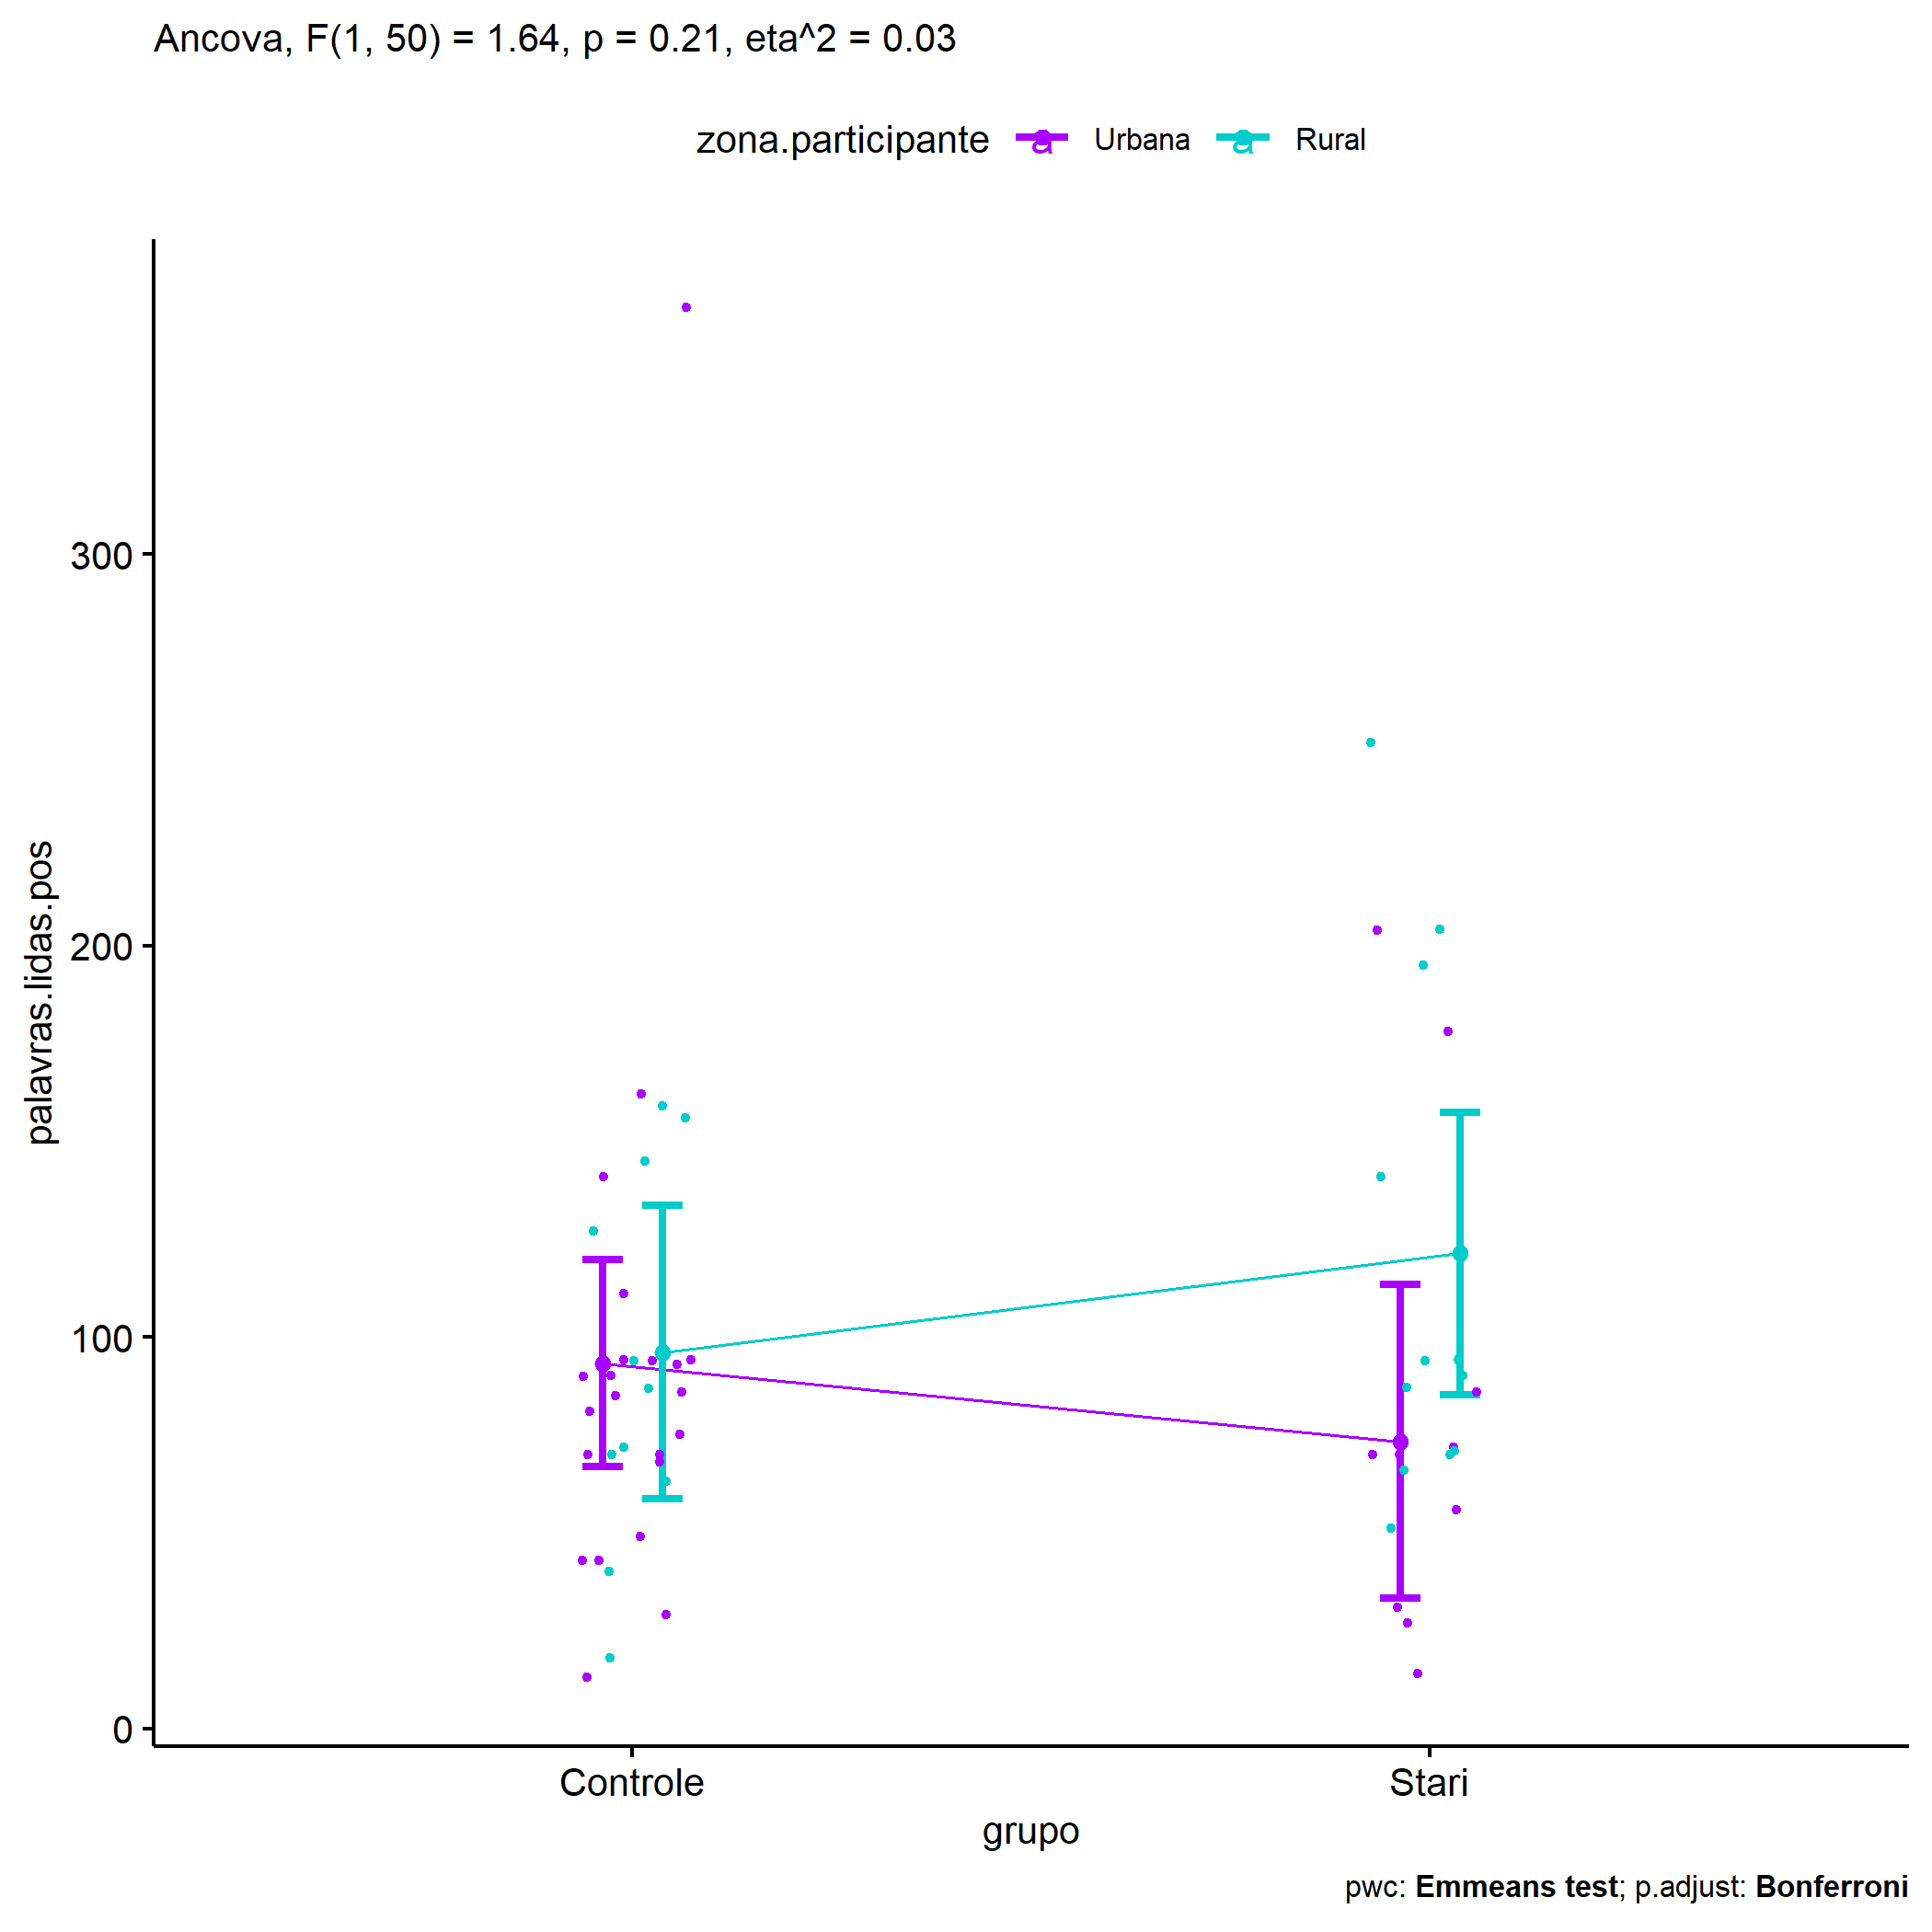 Ancova, F(1, 50) = 1.64, p = 0.21, eta^2 = 0.03
zona.participante a Urbana a Rural
palavras.lidas.pos
300
200
100
0
Controle Stari
grupo
pwc: Emmeans test; p.adjust: Bonferroni